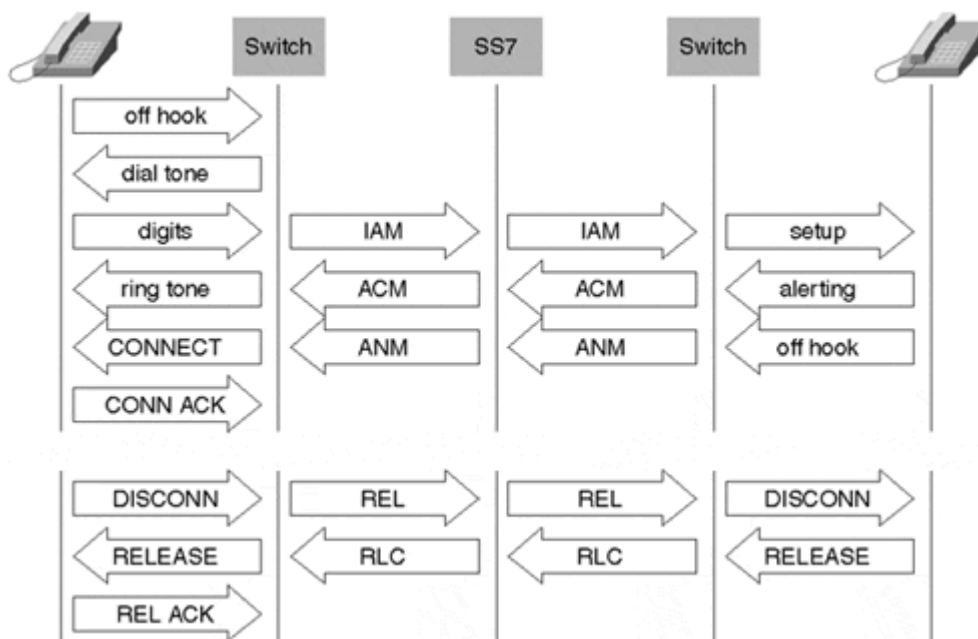 Switch SS7 Switch
off hook
dial tone
digits IAM IAM setup
ring tone ACM ACM alerting
CONNECT ANM ANM off hook
CONN ACK
DISCONN REL REL DISCONN
RELEASE RLC RLC RELEASE
REL ACK